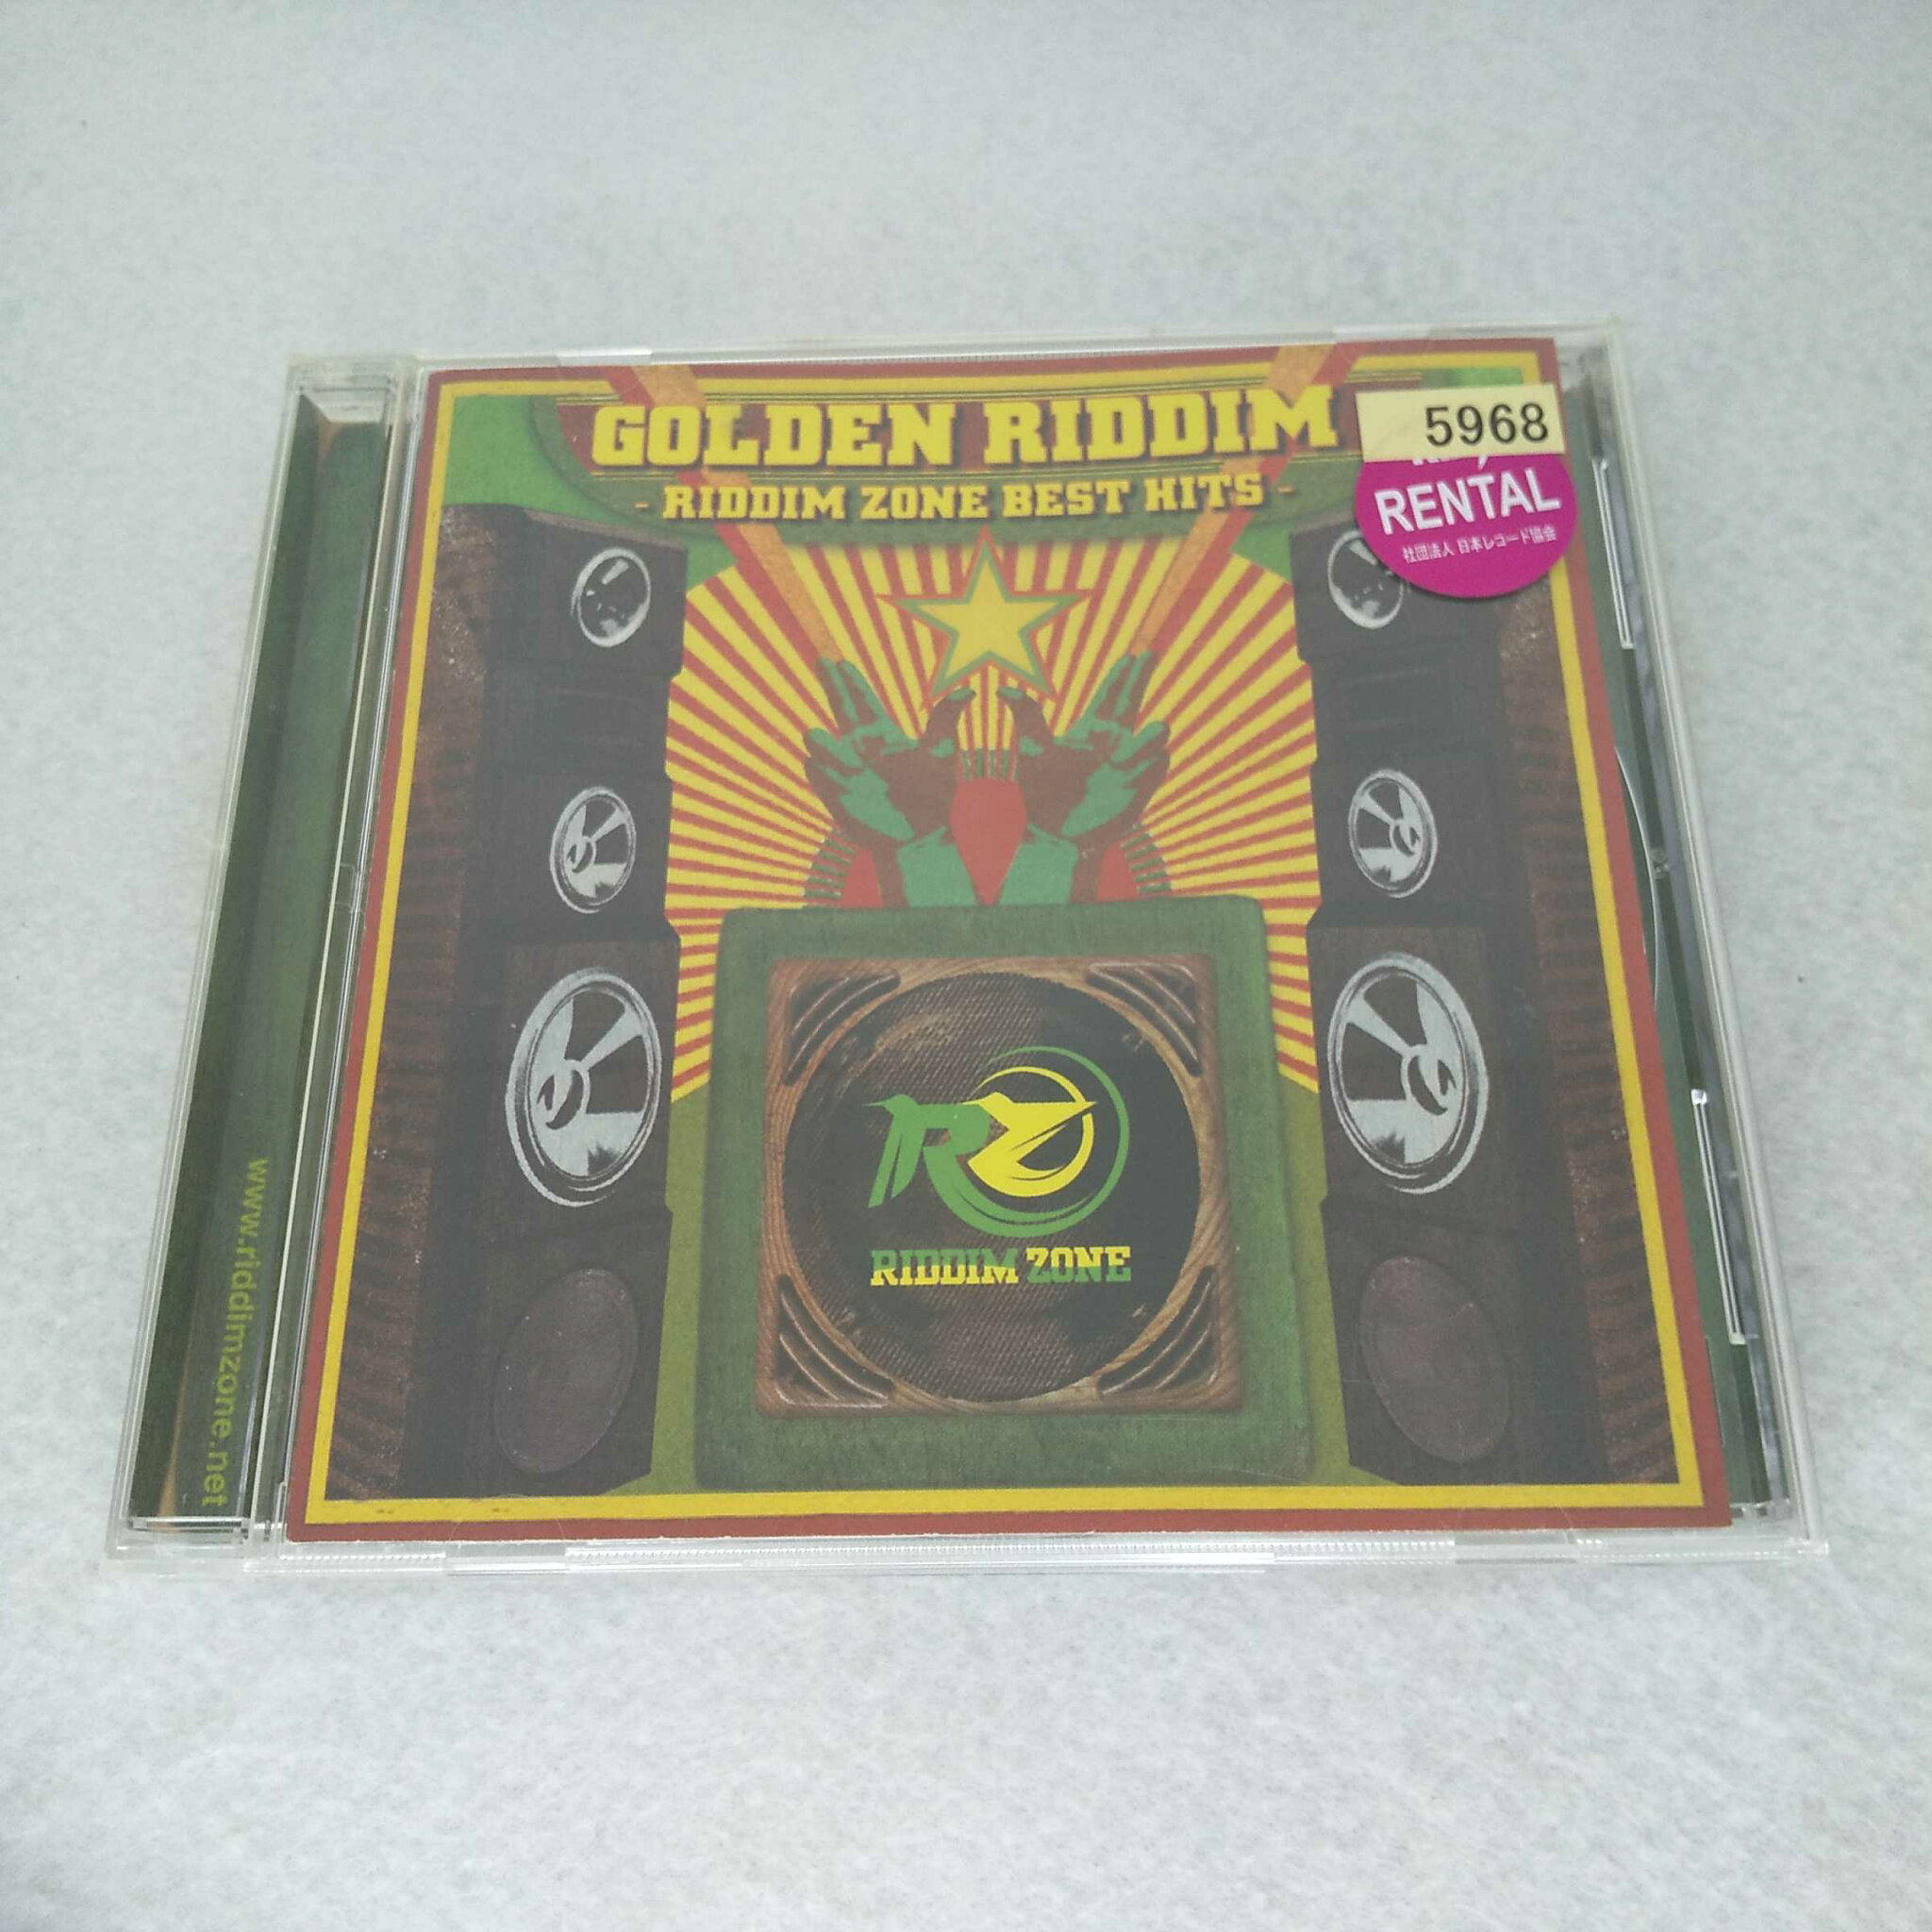 GOLDEN RIDDIM
- RIDDIM ZONE BEST HITS -
5968
RENTAL
社団法人 日本レコード協会
RZ
RIDDIM ZONE
www.riddimzone.net